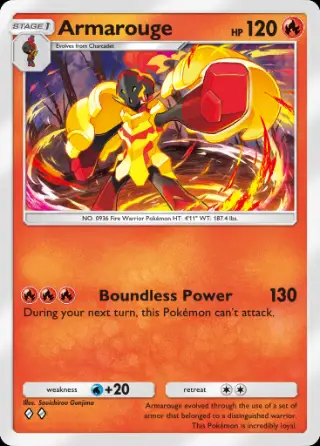 STAGE 1
Armarouge
HP 120
Evolves from Charcadet
NO. 0936 Fire Warrior Pokémon HT: 4'11" WT: 187.4 lbs.
Boundless Power 130
During your next turn, this Pokémon can't attack.
weakness +20 retreat
Illus. Souichirou Gunjima
Armarouge evolved through the use of a set of
armor that belonged to a distinguished warrior.
This Pokémon is incredibly loyal.